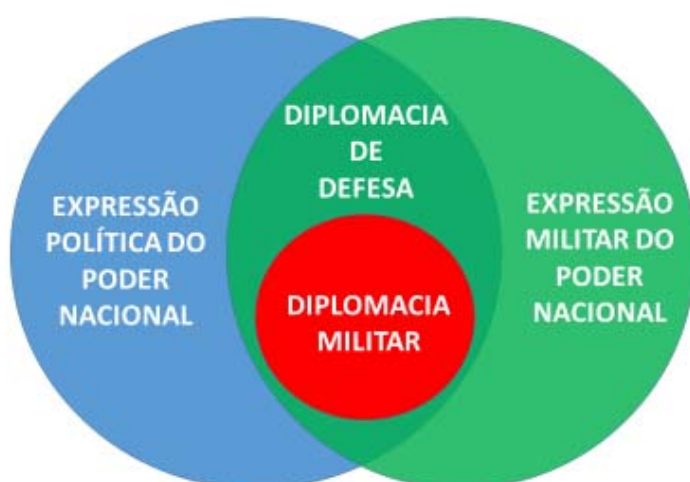 EXPRESSÃO
POLÍTICA DO
PODER
NACIONAL
DIPLOMACIA
DE
DEFESA
DIPLOMACIA
MILITAR
EXPRESSÃO
MILITAR DO
PODER
NACIONAL